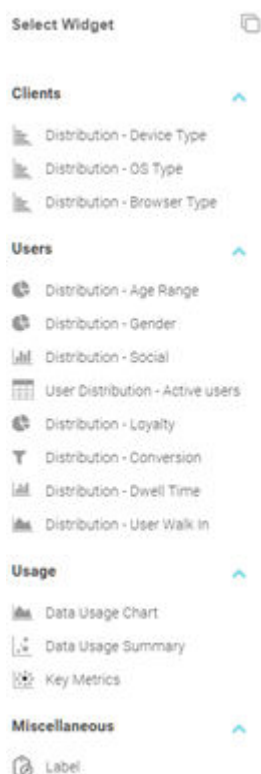 Select Widget
Clients
Distribution - Device Type
Distribution - OS Type
Distribution - Browser Type
Users
Distribution - Age Range
Distribution - Gender
Distribution - Social
User Distribution - Active users
Distribution - Loyalty
Distribution - Conversion
Distribution - Dwell Time
Distribution - User Walk In
Usage
Data Usage Chart
Data Usage Summary
Key Metrics
Miscellaneous
Label